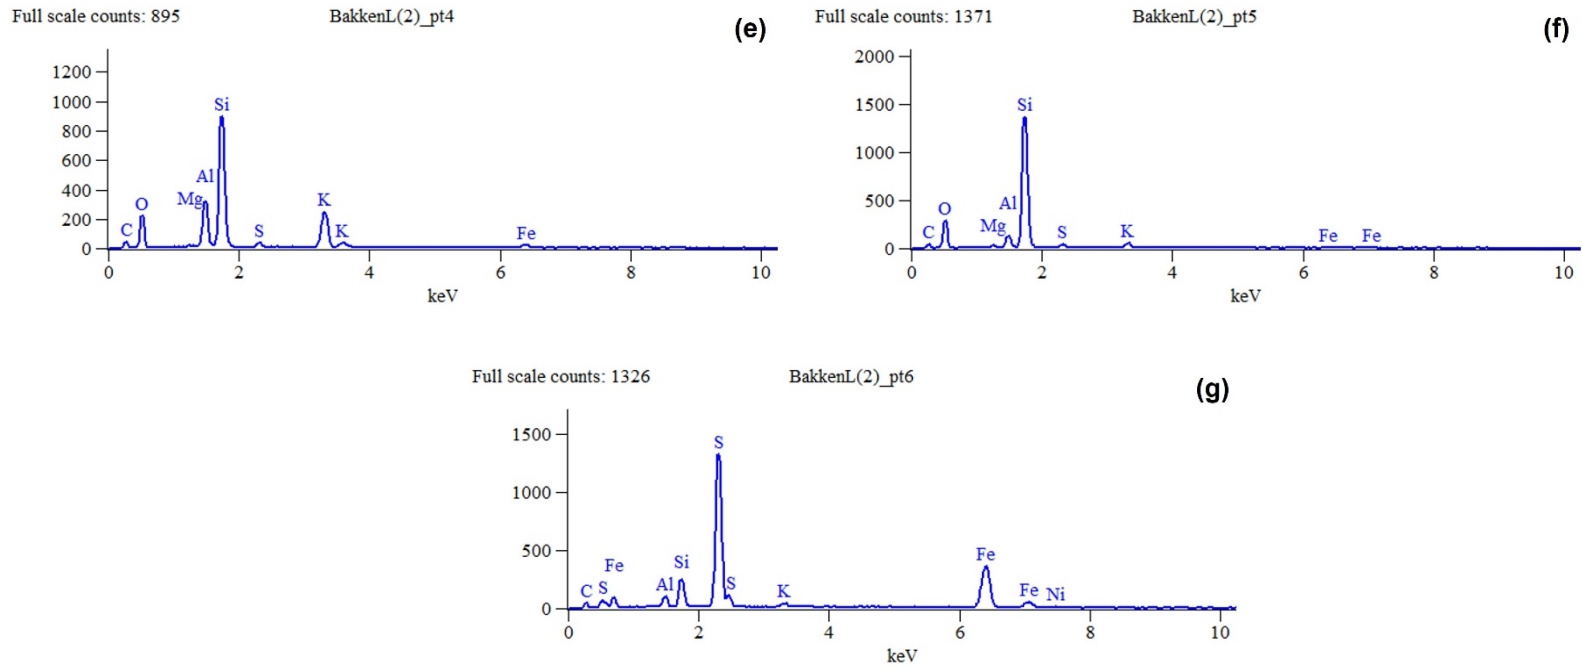 Full scale counts: 895 BakkenL(2)_pt4 (e)
1200
1000
800
600
400
200
0
Si
Al
Mg
O
C
S
K
K
Fe
0 2 4 6 8 10
keV
Full scale counts: 1371 BakkenL(2)_pt5 (f)
2000
1500
1000
500
0
Si
Al
Mg
O
C
S
K
Fe
Fe
0 2 4 6 8 10
keV
Full scale counts: 1326 BakkenL(2)_pt6 (g)
1500
1000
500
0
S
Fe
Si
Fe
C
S
Al
S
K
Fe
Ni
0 2 4 6 8 10
keV